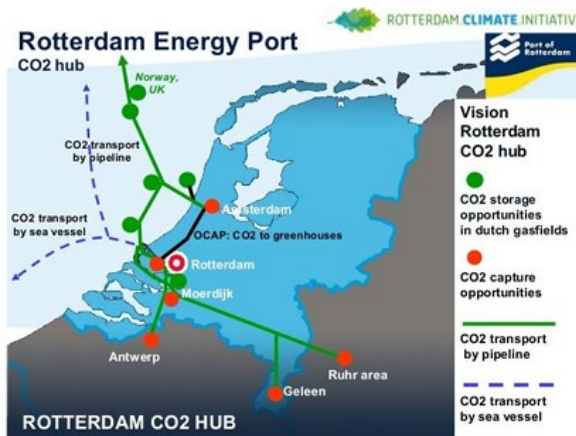 ROTTERDAM.CLIMATE.INITIATIVE
Rotterdam Energy Port
CO2 hub
Port of
Rotterdam
Norway,
UK
CO2 transport
by pipeline
CO2 transport
by sea vessel
Amsterdam
OCAP: CO2 to greenhouses
Rotterdam
Moerdijk
Antwerp
Ruhr area
Geleen
ROTTERDAM CO2 HUB
Vision
Rotterdam
CO2 hub
CO2 storage
opportunities
in dutch gasfields
CO2 capture
opportunities
CO2 transport
by pipeline
CO2 transport
by sea vessel